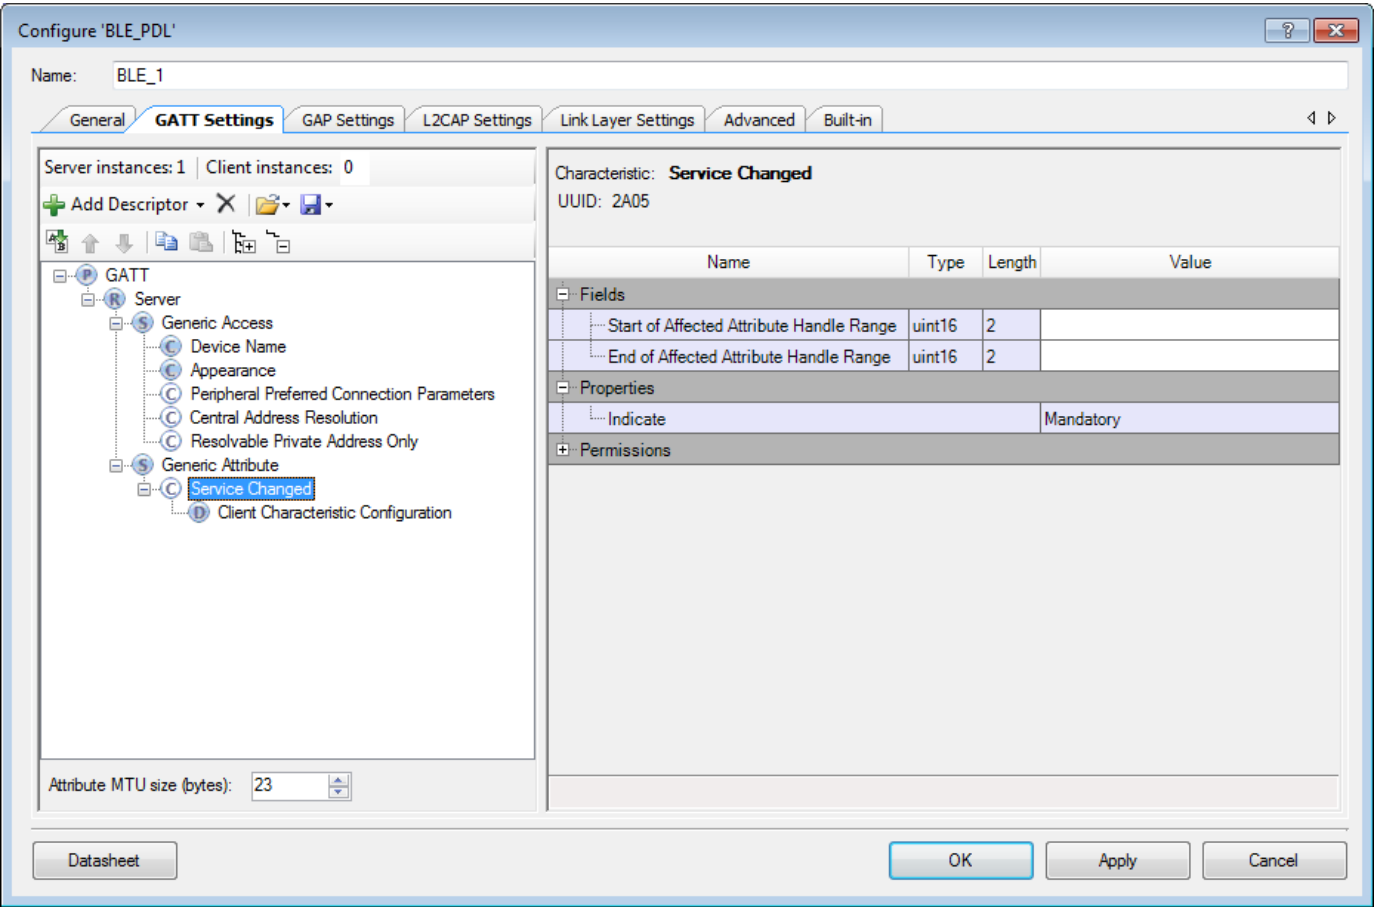 Configure 'BLE_PDL'
Name: BLE_1
General GATT Settings GAP Settings L2CAP Settings Link Layer Settings Advanced Built-in
Server instances: 1 Client instances: 0
Add Descriptor
GATT
Server
Generic Access
Device Name
Appearance
Peripheral Preferred Connection Parameters
Central Address Resolution
Resolvable Private Address Only
Generic Attribute
Service Changed
Client Characteristic Configuration
Attribute MTU size (bytes): 23
Characteristic: Service Changed
UUID: 2A05
Name Type Length Value
Fields
Start of Affected Attribute Handle Range uint16 2
End of Affected Attribute Handle Range uint16 2
Properties
Indicate Mandatory
Permissions
Datasheet OK Apply Cancel